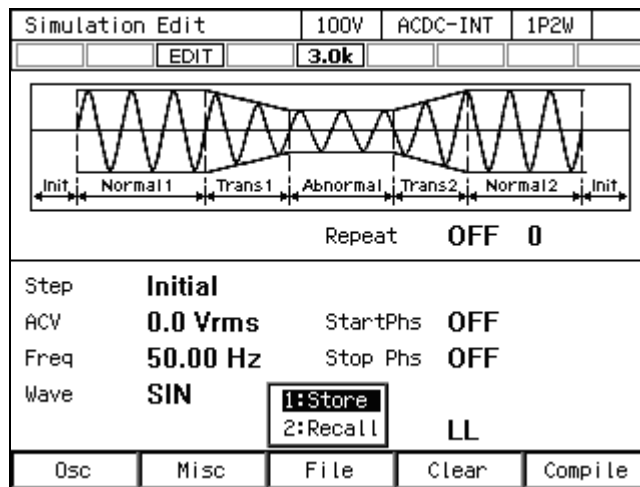 Simulation Edit 100V ACDC-INT 1P2W
EDIT 3.0k
Init Normal1 Trans1 Abnormal Trans2 Normal2 Init
Repeat OFF 0
Step Initial
ACV 0.0 Vrms StartPhs OFF
Freq 50.00 Hz Stop Phs OFF
Wave SIN
1:Store
2:Recall LL
Osc Misc File Clear Compile